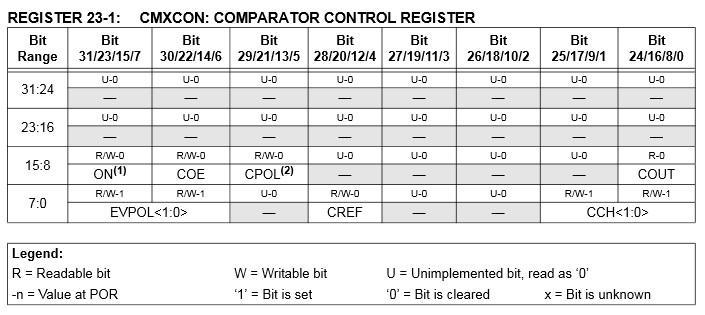 REGISTER 23-1: CMXCON: COMPARATOR CONTROL REGISTER
Bit Range | Bit 31/23/15/7 | Bit 30/22/14/6 | Bit 29/21/13/5 | Bit 28/20/12/4 | Bit 27/19/11/3 | Bit 26/18/10/2 | Bit 25/17/9/1 | Bit 24/16/8/0
31:24 | U-0 | U-0 | U-0 | U-0 | U-0 | U-0 | U-0 | U-0
— | — | — | — | — | — | — | —
23:16 | U-0 | U-0 | U-0 | U-0 | U-0 | U-0 | U-0 | U-0
— | — | — | — | — | — | — | —
15:8 | R/W-0 | R/W-0 | R/W-0 | U-0 | U-0 | U-0 | U-0 | R-0
ON(1) | COE | CPOL(2) | — | — | — | — | COUT
7:0 | R/W-1 | R/W-1 | U-0 | R/W-0 | U-0 | U-0 | R/W-1 | R/W-1
EVPOL<1:0> | — | CREF | — | — | CCH<1:0>
Legend:
R = Readable bit W = Writable bit U = Unimplemented bit, read as ‘0’
-n = Value at POR ‘1’ = Bit is set ‘0’ = Bit is cleared x = Bit is unknown